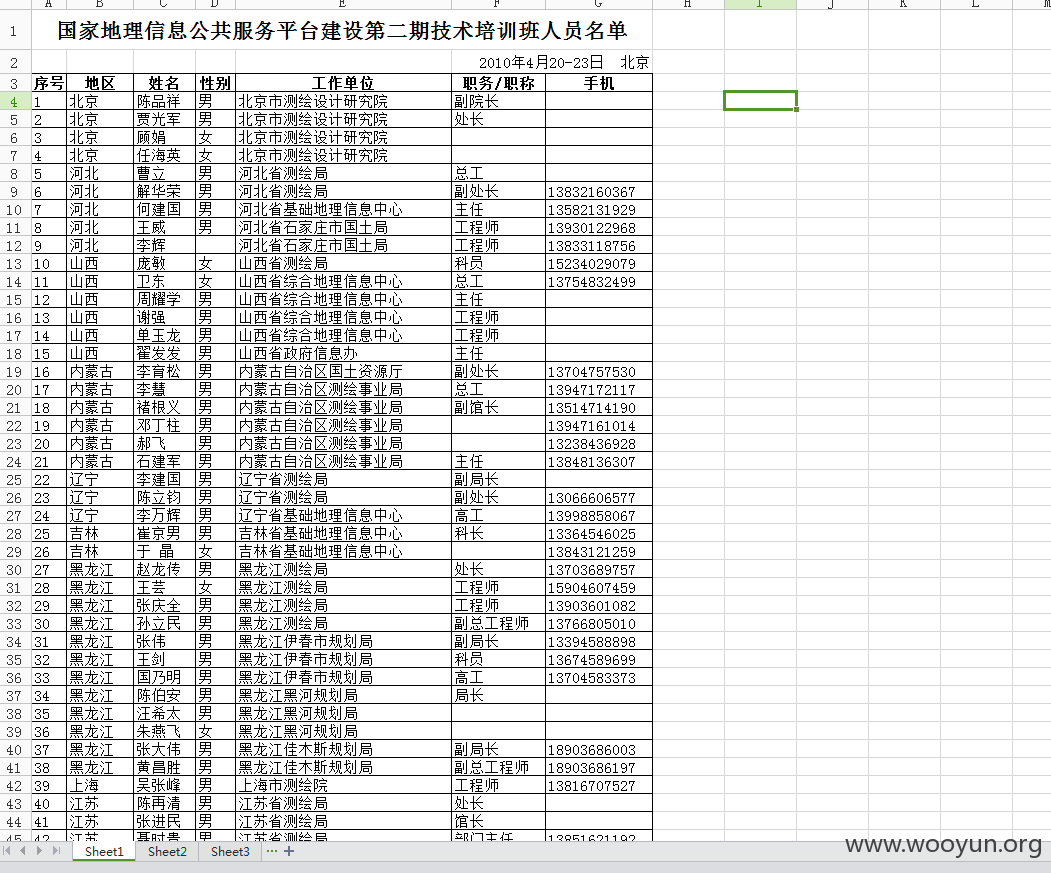 A B C D E F G H I J K L M
1 国家地理信息公共服务平台建设第二期技术培训班人员名单
2 2010年4月20-23日 北京
3 序号 地区 姓名 性别 工作单位 职务/职称 手机
4 1 北京 陈品祥 男 北京市测绘设计研究院 副院长
5 2 北京 贾光军 男 北京市测绘设计研究院 处长
6 3 北京 顾娟 女 北京市测绘设计研究院
7 4 北京 任海英 女 北京市测绘设计研究院
8 5 河北 曹立 男 河北省测绘局 总工
9 6 河北 解华荣 男 河北省测绘局 副处长 13832160367
10 7 河北 何建国 男 河北省基础地理信息中心 主任 13582131929
11 8 河北 王威 男 河北省石家庄市国土局 工程师 13930122968
12 9 河北 李辉 河北省石家庄市国土局 工程师 13833118756
13 10 山西 庞敏 女 山西省测绘局 科员 15234029079
14 11 山西 卫东 女 山西省综合地理信息中心 总工 13754832499
15 12 山西 周耀学 男 山西省综合地理信息中心 主任
16 13 山西 谢强 男 山西省综合地理信息中心 工程师
17 14 山西 单玉龙 男 山西省综合地理信息中心 工程师
18 15 山西 翟发发 男 山西省政府信息办 主任
19 16 内蒙古 李育松 男 内蒙古自治区国土资源厅 副处长 13704757530
20 17 内蒙古 李慧 男 内蒙古自治区测绘事业局 总工 13947172117
21 18 内蒙古 褚根义 男 内蒙古自治区测绘事业局 副馆长 13514714190
22 19 内蒙古 邓丁柱 男 内蒙古自治区测绘事业局 13947161014
23 20 内蒙古 郝飞 男 内蒙古自治区测绘事业局 13238436928
24 21 内蒙古 石建军 男 内蒙古自治区测绘事业局 主任 13848136307
25 22 辽宁 李建国 男 辽宁省测绘局 副局长
26 23 辽宁 陈立钧 男 辽宁省测绘局 副处长 13066606577
27 24 辽宁 李万辉 男 辽宁省基础地理信息中心 高工 13998858067
28 25 吉林 崔京男 男 吉林省基础地理信息中心 科长 13364546025
29 26 吉林 于 晶 女 吉林省基础地理信息中心 13843121259
30 27 黑龙江 赵龙传 男 黑龙江测绘局 处长 13703689757
31 28 黑龙江 王芸 女 黑龙江测绘局 工程师 15904607459
32 29 黑龙江 张庆全 男 黑龙江测绘局 工程师 13903601082
33 30 黑龙江 孙立民 男 黑龙江测绘局 副总工程师 13766805010
34 31 黑龙江 张伟 男 黑龙江伊春市规划局 副局长 13394588898
35 32 黑龙江 王剑 男 黑龙江伊春市规划局 科员 13674589699
36 33 黑龙江 国乃明 男 黑龙江伊春市规划局 高工 13704583373
37 34 黑龙江 陈伯安 男 黑龙江黑河规划局 局长
38 35 黑龙江 汪希太 男 黑龙江黑河规划局
39 36 黑龙江 朱燕飞 女 黑龙江黑河规划局
40 37 黑龙江 张大伟 男 黑龙江佳木斯规划局 副局长 18903686003
41 38 黑龙江 黄昌胜 男 黑龙江佳木斯规划局 副总工程师 18903686197
42 39 上海 吴张峰 男 上海市测绘院 工程师 13816707527
43 40 江苏 陈再清 男 江苏省测绘局 处长
44 41 江苏 张进民 男 江苏省测绘局 馆长
45 42 江苏 聂时贵 男 江苏省测绘局 部门主任 13851621192
Sheet1 Sheet2 Sheet3 ··· +
www.wooyun.org